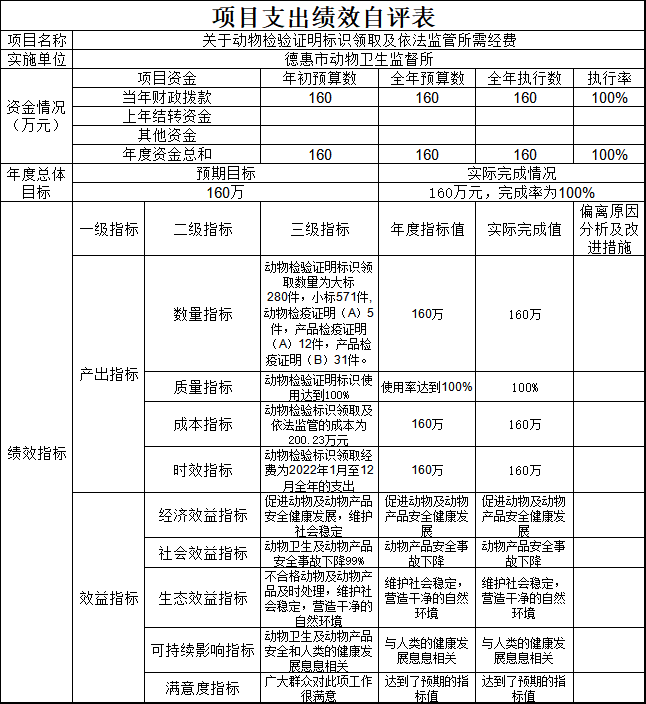 项目支出绩效自评表
项目名称 关于动物检验证明标识领取及依法监管所需经费
实施单位 德惠市动物卫生监督所
资金情况
（万元）
项目资金 年初预算数 全年预算数 全年执行数 执行率
当年财政拨款 160 160 160 100%
上年结转资金
其他资金
年度资金总和 160 160 160 100%
年度总体
目标
预期目标 实际完成情况
160万 160万元，完成率为100%
绩效指标
一级指标 二级指标 三级指标 年度指标值 实际完成值
偏离原因
分析及改
进措施
产出指标
数量指标
动物检验证明标识领
取数量为大标
280件，小标571件,
动物检疫证明（A）5
件，产品检疫证明
（A）12件，产品检
疫证明（B）31件。
160万 160万
质量指标
动物检验证明标识使
用达到100%
使用率达到100% 100%
成本指标
动物检验标识领取及
依法监管的成本为
200.23万元
160万 160万
时效指标
动物检验标识领取经
费为2022年1月至12
月全年的支出
160万 160万
效益指标
经济效益指标
促进动物及动物产品
安全健康发展，维护
社会稳定
促进动物及动物
产品安全健康发
展
促进动物及动物
产品安全健康发
展
社会效益指标
动物卫生及动物产品
安全事故下降99%
动物产品安全事
故下降
动物产品安全事
故下降
生态效益指标
不合格动物及动物产
品及时处理，维护社
会稳定，营造干净的
自然环境
维护社会稳定，
营造干净的自然
环境
维护社会稳定，
营造干净的自然
环境
可持续影响指标
动物卫生及动物产品
安全和人类的健康发
展息息相关
与人类的健康发
展息息相关
与人类的健康发
展息息相关
满意度指标
广大群众对此项工作
很满意
达到了预期的指
标值
达到了预期的指
标值